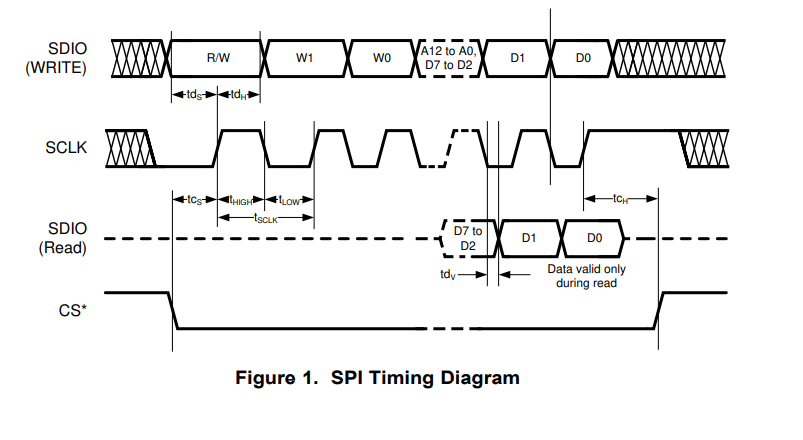 SDIO
(WRITE)
R/W
W1
W0
A12 to A0,
D7 to D2
D1
D0
tdS
tdH
SCLK
tcS
tHIGH
tLOW
tCH
tSCLK
SDIO
(Read)
D7 to
D2
D1
D0
tdV
Data valid only
during read
CS*
Figure 1. SPI Timing Diagram